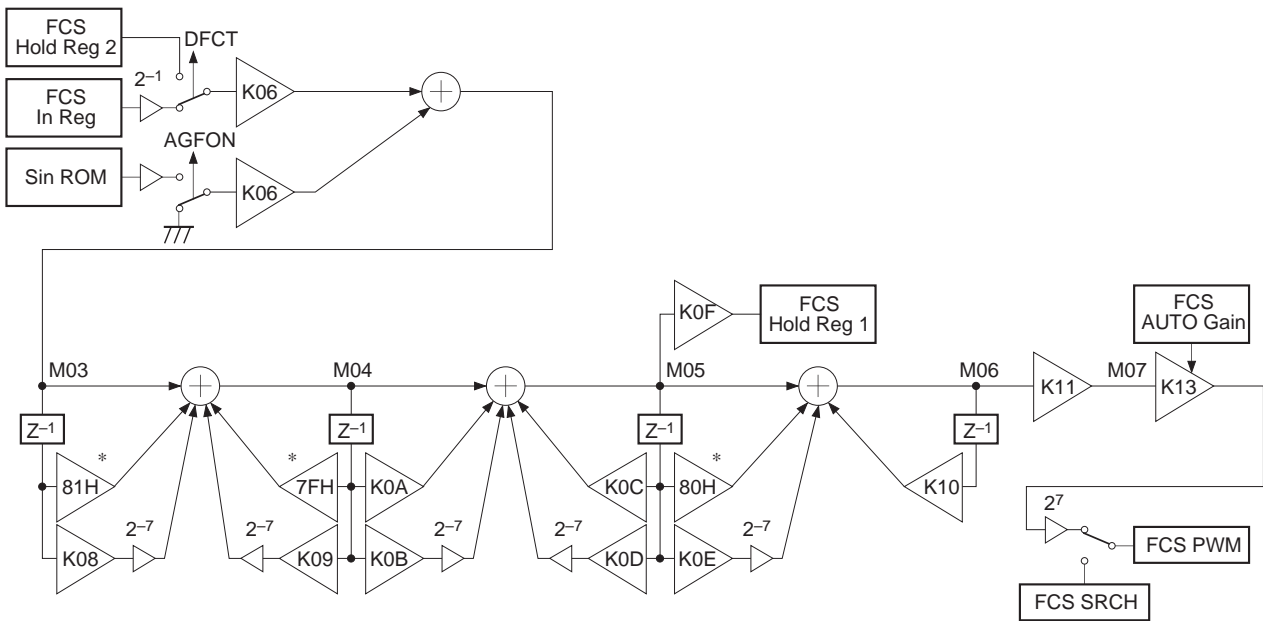 FCS
Hold Reg 2
DFCT
2⁻¹
FCS
In Reg
K06
AGFON
Sin ROM
K06
K0F
FCS
Hold Reg 1
FCS
AUTO Gain
M03
M04
M05
M06
K11
M07
K13
Z⁻¹
Z⁻¹
Z⁻¹
Z⁻¹
81H
*
*
7FH
K0A
K0C
80H
*
K10
K08
2⁻⁷
2⁻⁷
K09
K0B
2⁻⁷
2⁻⁷
K0D
K0E
2⁻⁷
2⁷
FCS PWM
FCS SRCH